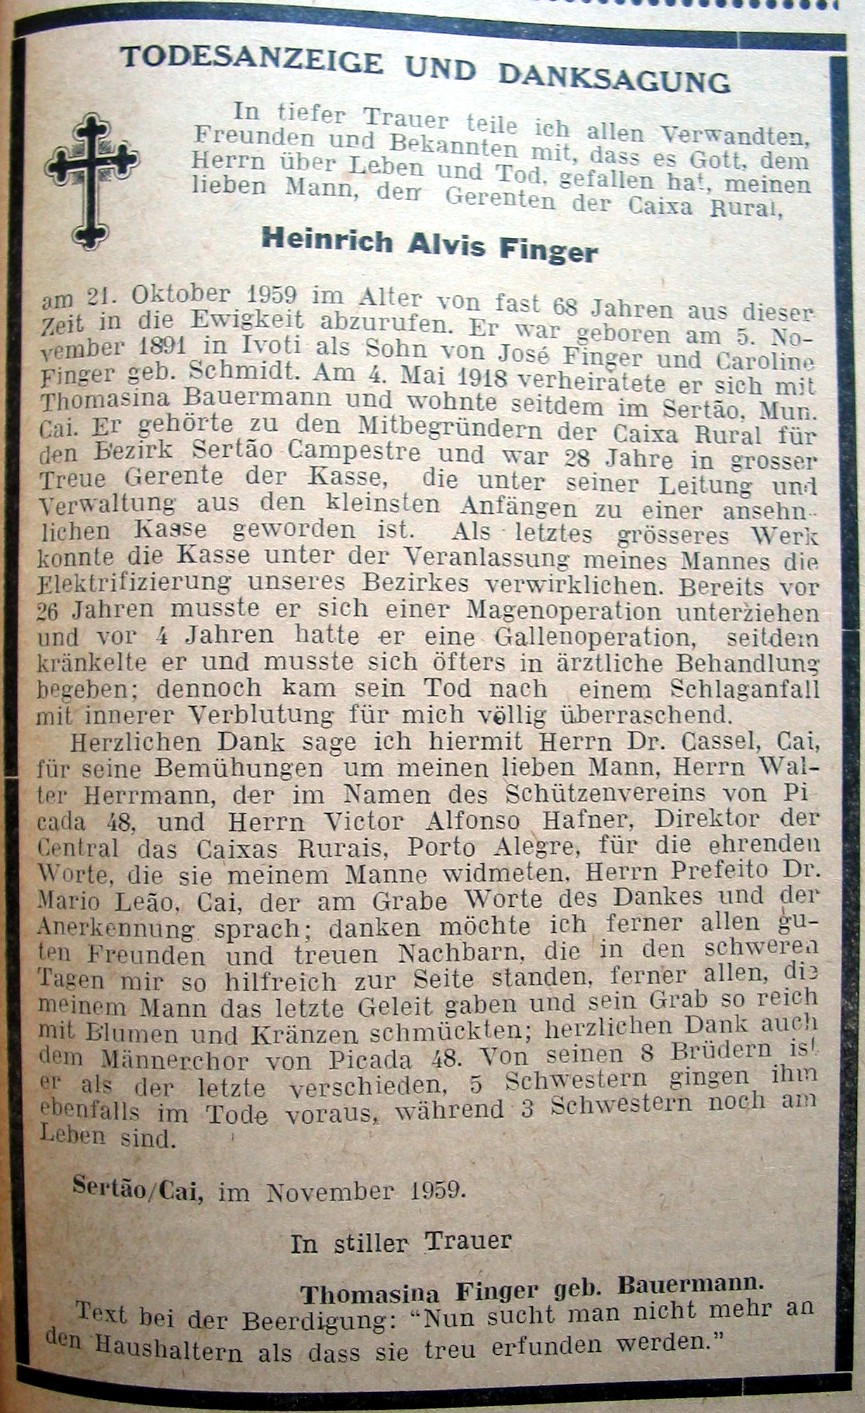 TODESANZEIGE UND DANKSAGUNG
In tiefer Trauer teile ich allen Verwandten,
Freunden und Bekannten mit, dass es Gott, dem
Herrn über Leben und Tod, gefallen hat, meinen
lieben Mann, den Gerenten der Caixa Rural,
Heinrich Alvis Finger
am 21. Oktober 1959 im Alter von fast 68 Jahren aus dieser
Zeit in die Ewigkeit abzurufen. Er war geboren am 5. No-
vember 1891 in Ivoti als Sohn von José Finger und Caroline
Finger geb. Schmidt. Am 4. Mai 1918 verheiratete er sich mit
Thomasina Bauermann und wohnte seitdem im Sertão, Mun.
Cai. Er gehörte zu den Mitbegründern der Caixa Rural für
den Bezirk Sertão Campestre und war 28 Jahre in grosser
Treue Gerente der Kasse, die unter seiner Leitung und
Verwaltung aus den kleinsten Anfängen zu einer ansehn-
lichen Kasse geworden ist. Als letztes grösseres Werk
konnte die Kasse unter der Veranlassung meines Mannes die
Elektrifizierung unseres Bezirkes verwirklichen. Bereits vor
26 Jahren musste er sich einer Magenoperation unterziehen
und vor 4 Jahren hatte er eine Gallenoperation, seitdem
kränkelte er und musste sich öfters in ärztliche Behandlung
begeben; dennoch kam sein Tod nach einem Schlaganfall
mit innerer Verblutung für mich völlig überraschend.
Herzlichen Dank sage ich hiermit Herrn Dr. Cassel, Cai,
für seine Bemühungen um meinen lieben Mann, Herrn Wal-
ter Herrmann, der im Namen des Schützenvereins von Pi
cada 48, und Herrn Victor Alfonso Hafner, Direktor der
Central das Caixas Rurais, Porto Alegre, für die ehrenden
Worte, die sie meinem Manne widmeten, Herrn Prefeito Dr.
Mario Leão, Cai, der am Grabe Worte des Dankes und der
Anerkennung sprach; danken möchte ich ferner allen gu-
ten Freunden und treuen Nachbarn, die in den schweren
Tagen mir so hilfreich zur Seite standen, ferner allen, die
meinem Mann das letzte Geleit gaben und sein Grab so reich
mit Blumen und Kränzen schmückten; herzlichen Dank auch
dem Männerchor von Picada 48. Von seinen 8 Brüdern ist
er als der letzte verschieden, 5 Schwestern gingen ihm
ebenfalls im Tode voraus, während 3 Schwestern noch am
Leben sind.
Sertão/Cai, im November 1959.
In stiller Trauer
Thomasina Finger geb. Bauermann.
Text bei der Beerdigung: “Nun sucht man nicht mehr an
den Haushaltern als dass sie treu erfunden werden.”